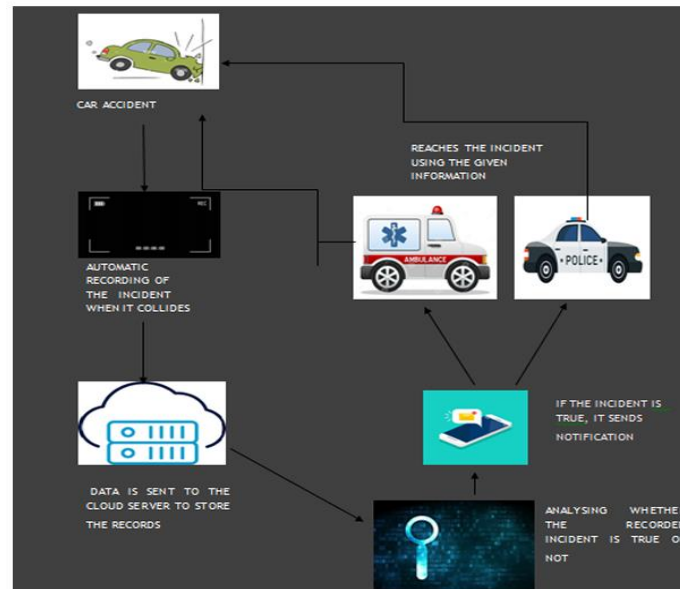 CAR ACCIDENT
REACHES THE INCIDENT
USING THE GIVEN
INFORMATION
REC
AMBULANCE
POLICE
AUTOMATIC
RECORDING OF
THE INCIDENT
WHEN IT COLLIDES
IF THE INCIDENT IS
TRUE, IT SENDS
NOTIFICATION
DATA IS SENT TO THE
CLOUD SERVER TO STORE
THE RECORDS
ANALYSING WHETHE
THE RECORDE
INCIDENT IS TRUE O
NOT